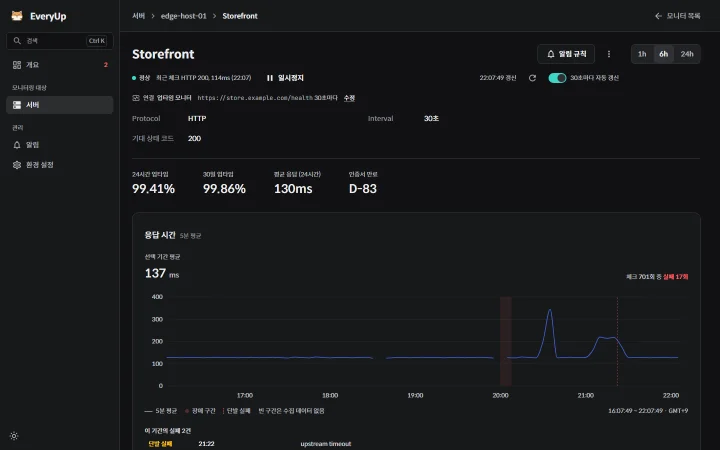 EveryUp
검색 Ctrl K
개요 2
모니터링 대상
서버
관리
알림
환경 설정
서버 > edge-host-01 > Storefront
← 모니터 목록
Storefront
알림 규칙
1h 6h 24h
정상 최근 체크 HTTP 200, 114ms (22:07) 일시정지
22:07:49 갱신 30초마다 자동 갱신
연결 업타임 모니터 https://store.example.com/health 30초마다 수정
Protocol HTTP Interval 30초
기대 상태 코드 200
24시간 업타임 30일 업타임 평균 응답 (24시간) 인증서 만료
99.41% 99.86% 130ms D-83
응답 시간 5분 평균
선택 기간 평균
137 ms
체크 701회 중 실패 17회
400
300
200
100
0
17:00 18:00 19:00 20:00 21:00 22:00
5분 평균 장애 구간 단발 실패 빈 구간은 수집 데이터 없음
16:07:49 – 22:07:49 · GMT+9
이 기간의 실패 2건
단발 실패 21:22 upstream timeout